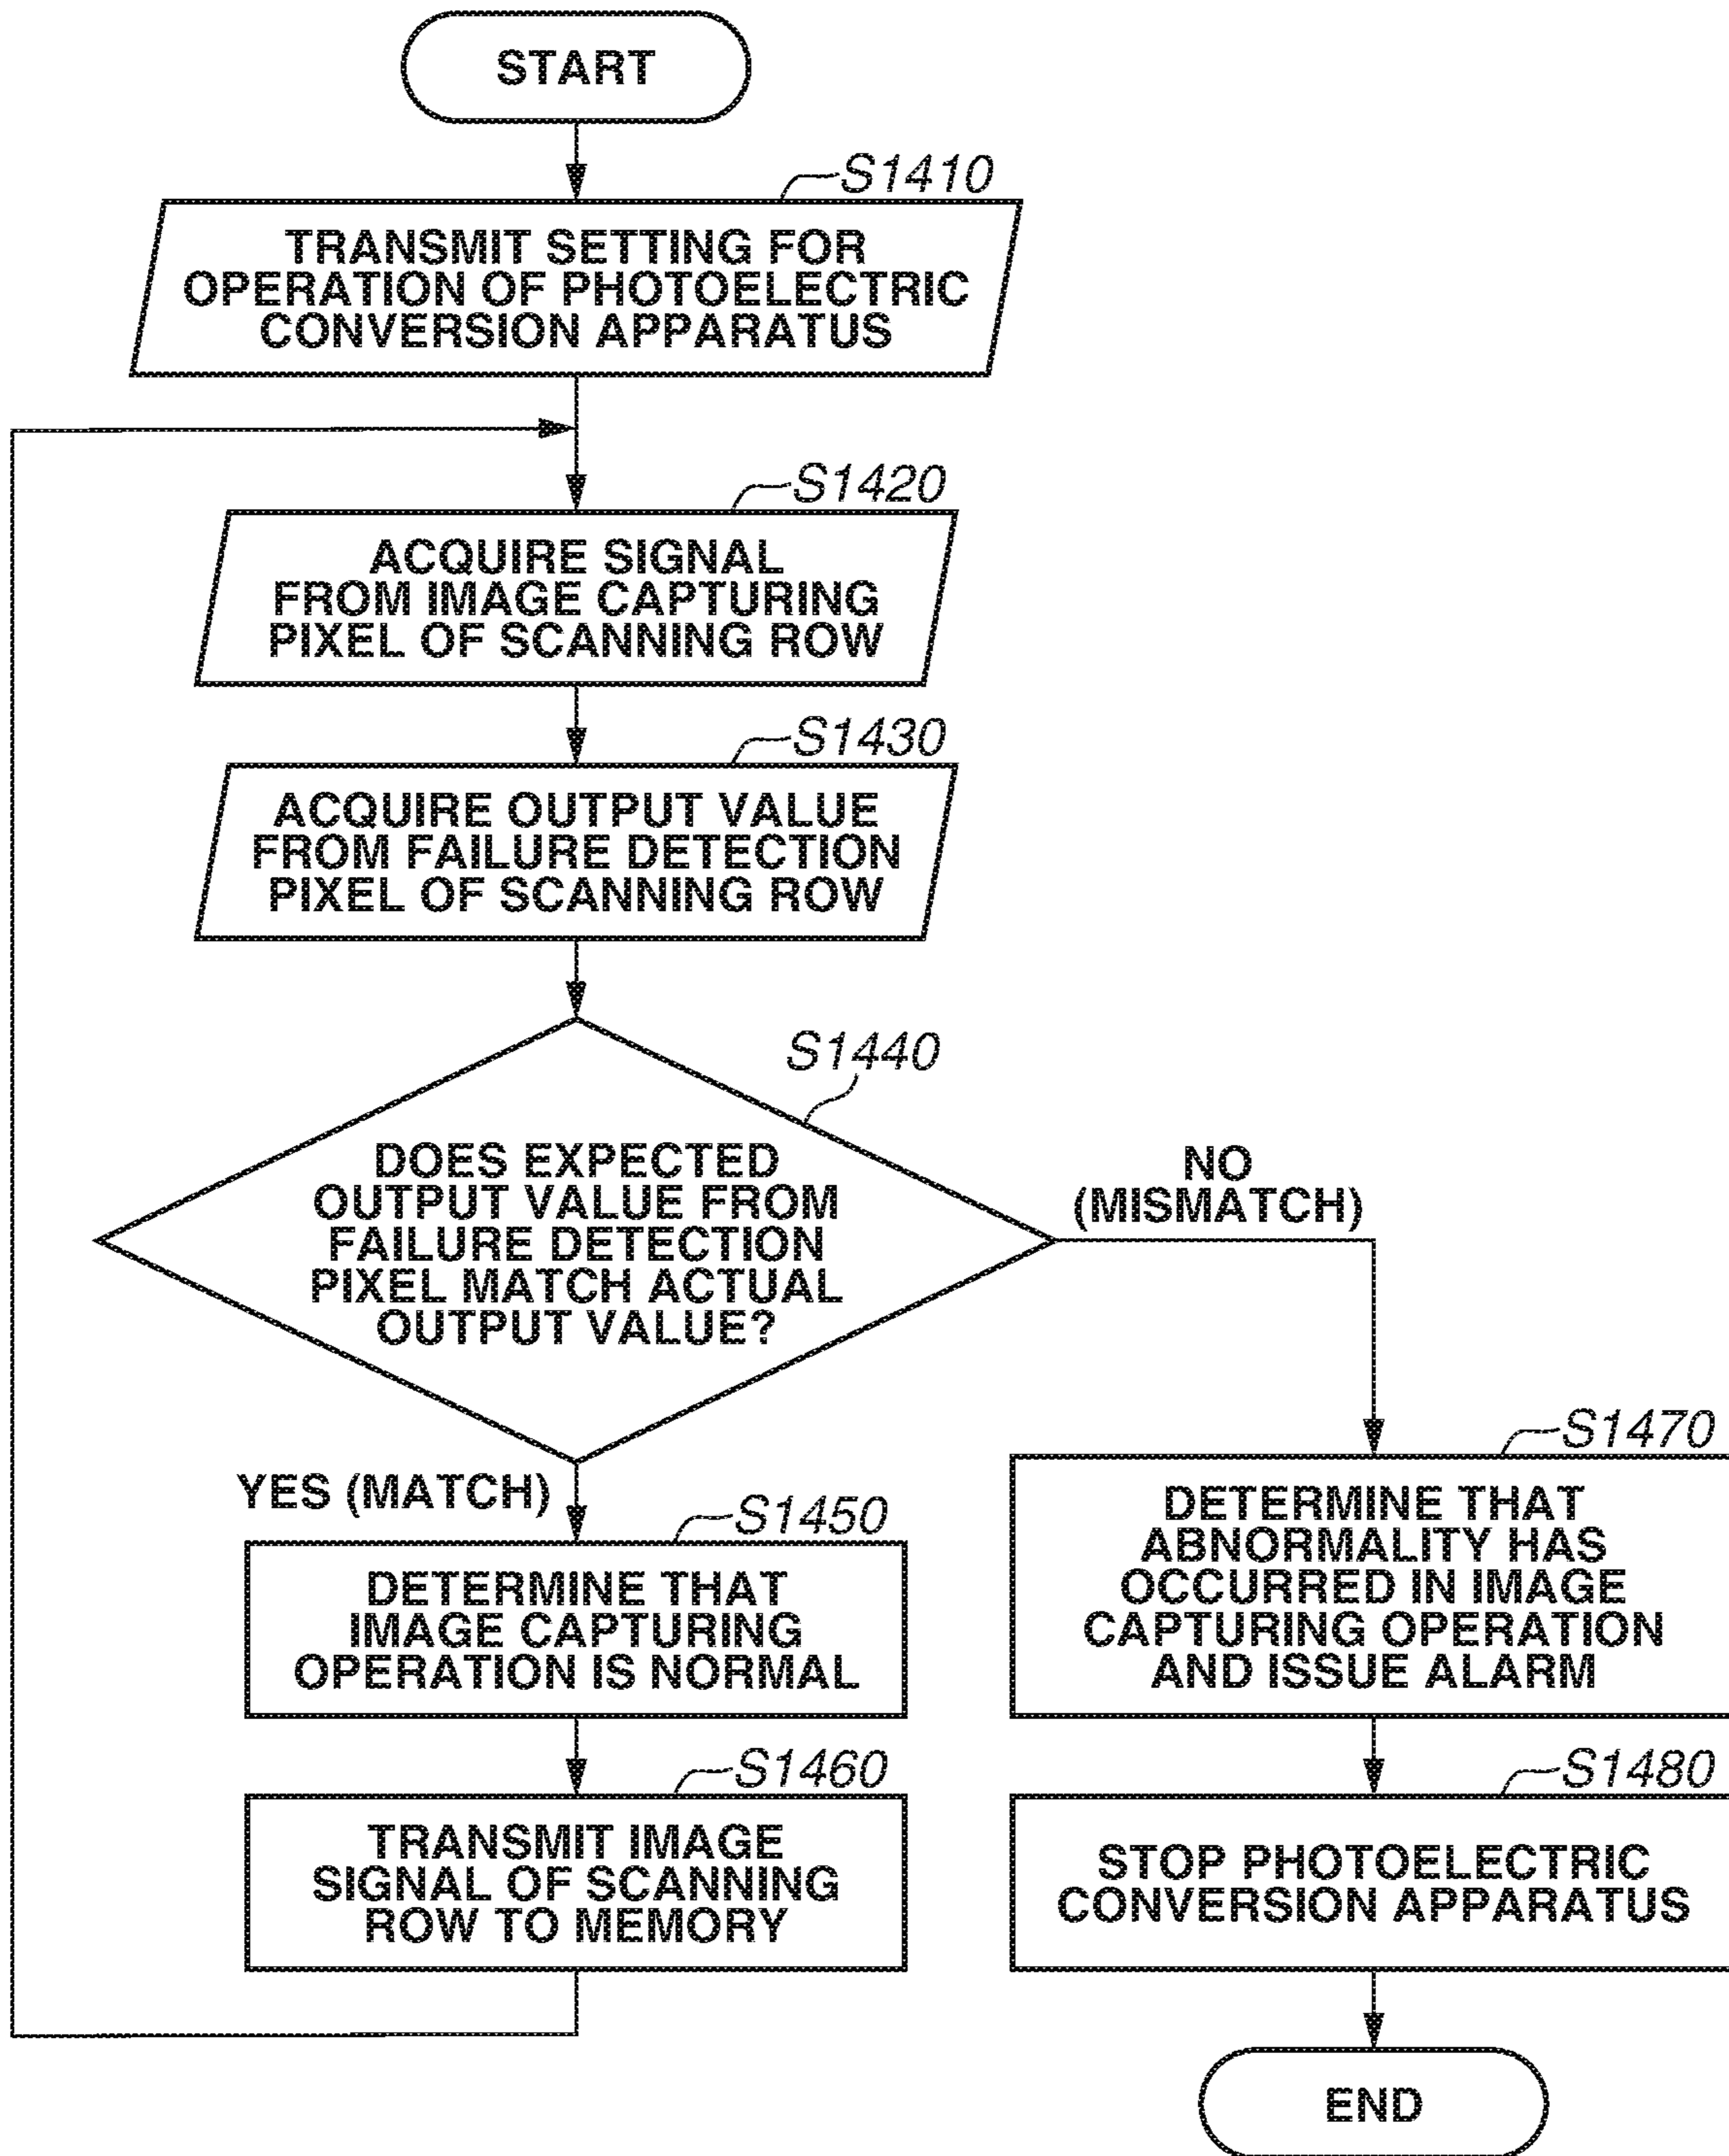 START
S1410
TRANSMIT SETTING FOR
OPERATION OF PHOTOELECTRIC
CONVERSION APPARATUS
S1420
ACQUIRE SIGNAL
FROM IMAGE CAPTURING
PIXEL OF SCANNING ROW
S1430
ACQUIRE OUTPUT VALUE
FROM FAILURE DETECTION
PIXEL OF SCANNING ROW
S1440
DOES EXPECTED
OUTPUT VALUE FROM
FAILURE DETECTION
PIXEL MATCH ACTUAL
OUTPUT VALUE?
NO
(MISMATCH)
YES (MATCH)
S1450
DETERMINE THAT
IMAGE CAPTURING
OPERATION IS NORMAL
S1460
TRANSMIT IMAGE
SIGNAL OF SCANNING
ROW TO MEMORY
S1470
DETERMINE THAT
ABNORMALITY HAS
OCCURRED IN IMAGE
CAPTURING OPERATION
AND ISSUE ALARM
S1480
STOP PHOTOELECTRIC
CONVERSION APPARATUS
END